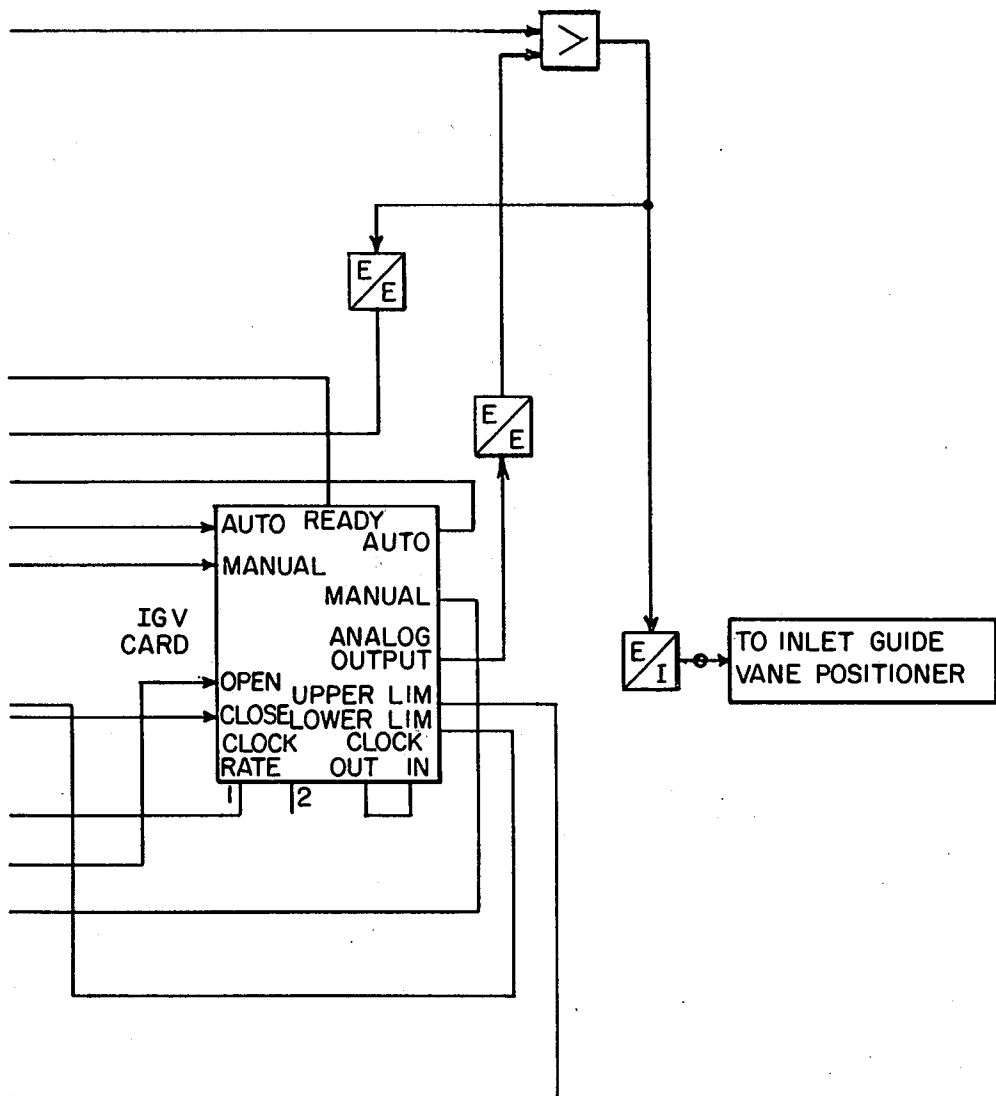 >
E
E
E
E
AUTO READY
AUTO
MANUAL
MANUAL
IGV
CARD
ANALOG
OUTPUT
E
I
TO INLET GUIDE
VANE POSITIONER
OPEN
UPPER LIM
CLOSE
LOWER LIM
CLOCK
RATE
CLOCK
OUT IN
1
2